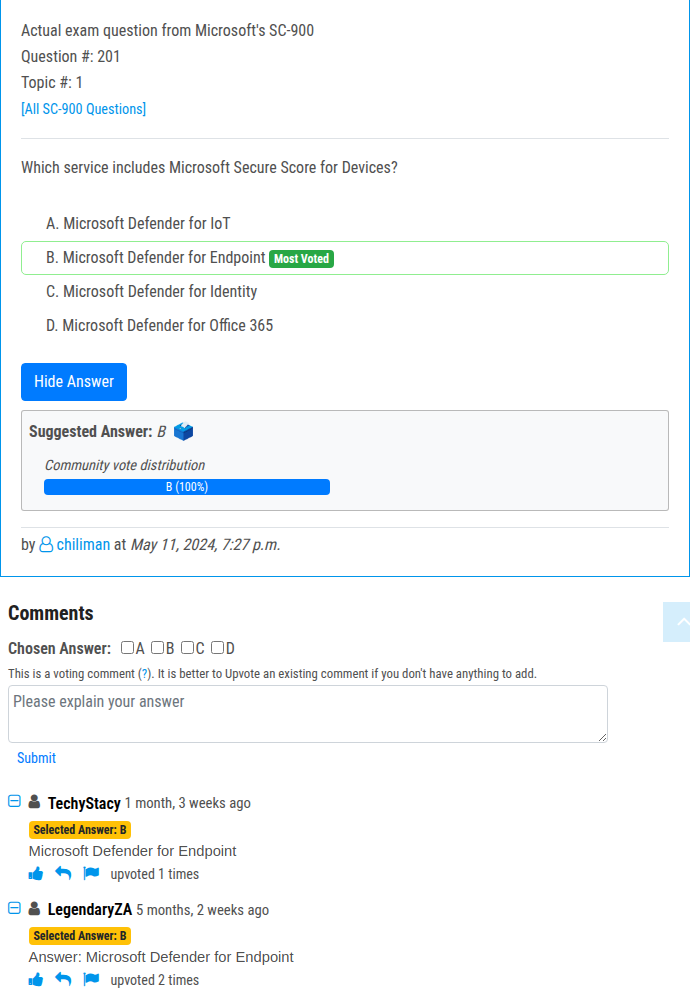 Actual exam question from Microsoft's SC-900
Question #: 201
Topic #: 1
[All SC-900 Questions]
Which service includes Microsoft Secure Score for Devices?
A. Microsoft Defender for IoT
B. Microsoft Defender for Endpoint Most Voted
C. Microsoft Defender for Identity
D. Microsoft Defender for Office 365
Hide Answer
Suggested Answer: B
Community vote distribution
B (100%)
by chiliman at May 11, 2024, 7:27 p.m.
Comments
Chosen Answer: A B C D
This is a voting comment (?). It is better to Upvote an existing comment if you don't have anything to add.
Please explain your answer
Submit
TechyStacy 1 month, 3 weeks ago
Selected Answer: B
Microsoft Defender for Endpoint
upvoted 1 times
LegendaryZA 5 months, 2 weeks ago
Selected Answer: B
Answer: Microsoft Defender for Endpoint
upvoted 2 times